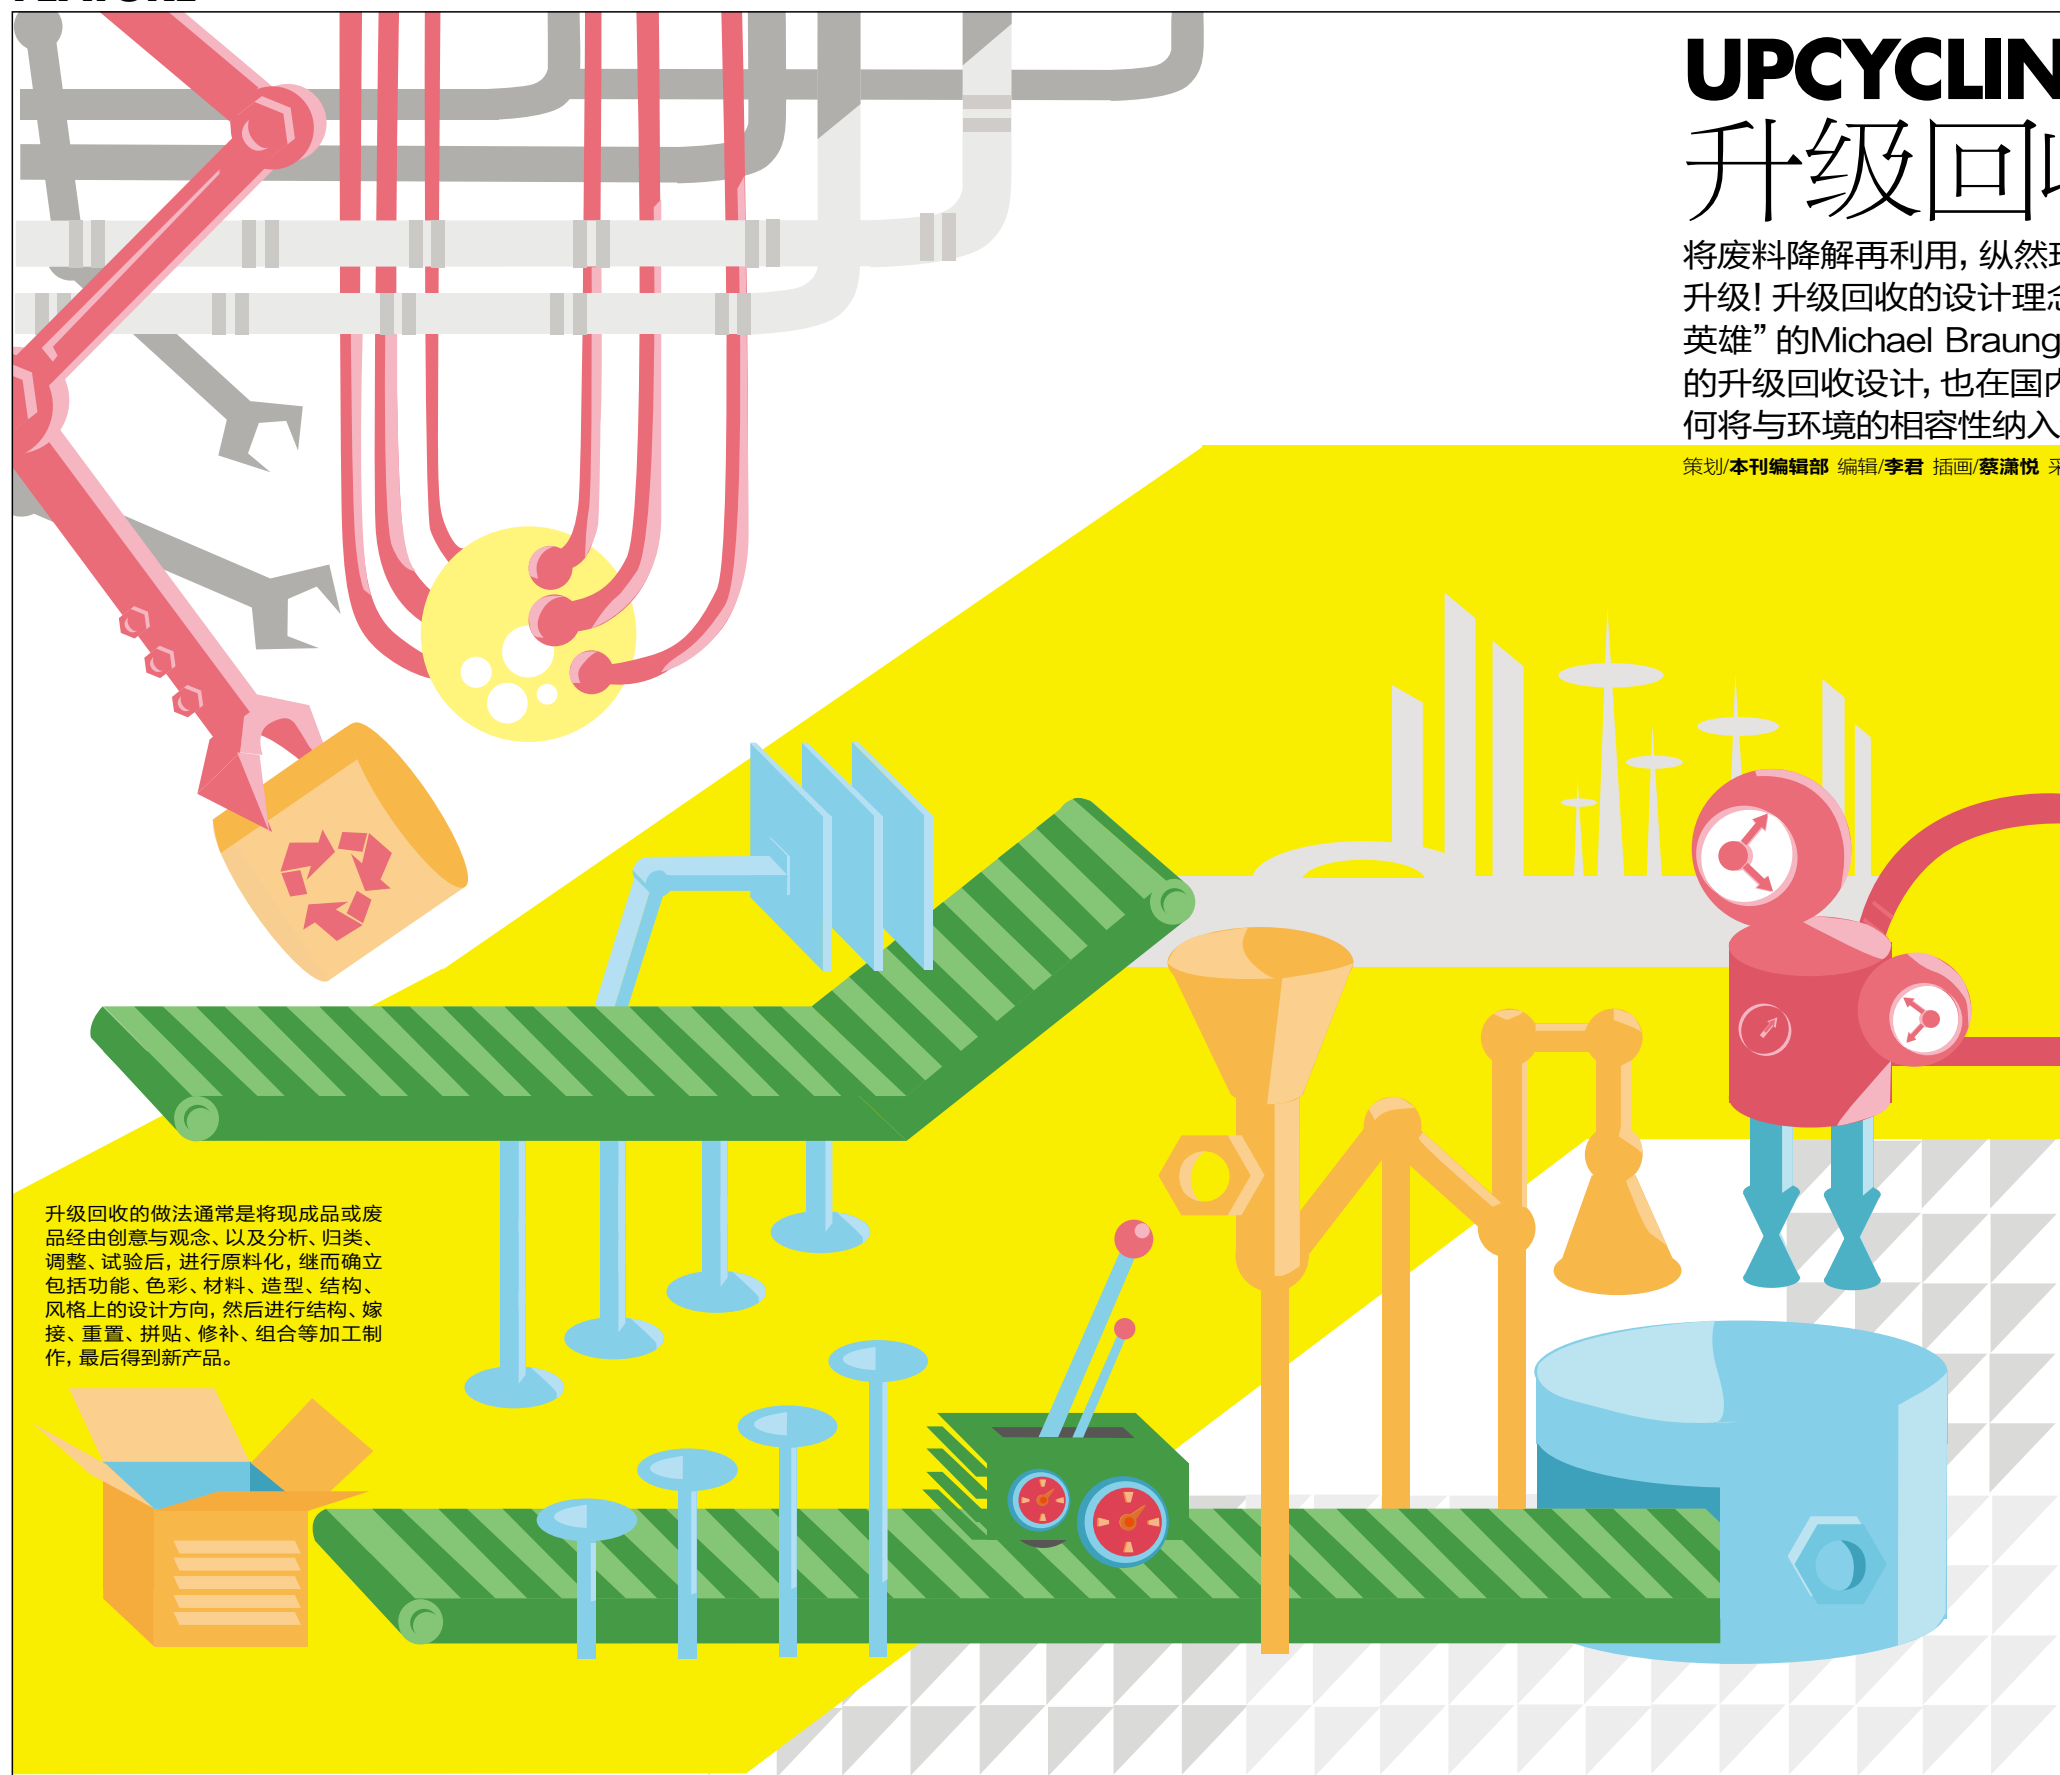 UPCYCLIN
升级回
将废料降解再利用，纵然
升级！升级回收的设计理
英雄”的Michael Braung
的升级回收设计，也在国
何将与环境的相容性纳入
策划/本刊编辑部 编辑/李君 插画/蔡潇悦
升级回收的做法通常是将现成品或废
品经由创意与观念、以及分析、归类、
调整、试验后，进行原料化，继而确立
包括功能、色彩、材料、造型、结构、
风格上的设计方向，然后进行结构、嫁
接、重置、拼贴、修补、组合等加工制
作，最后得到新产品。